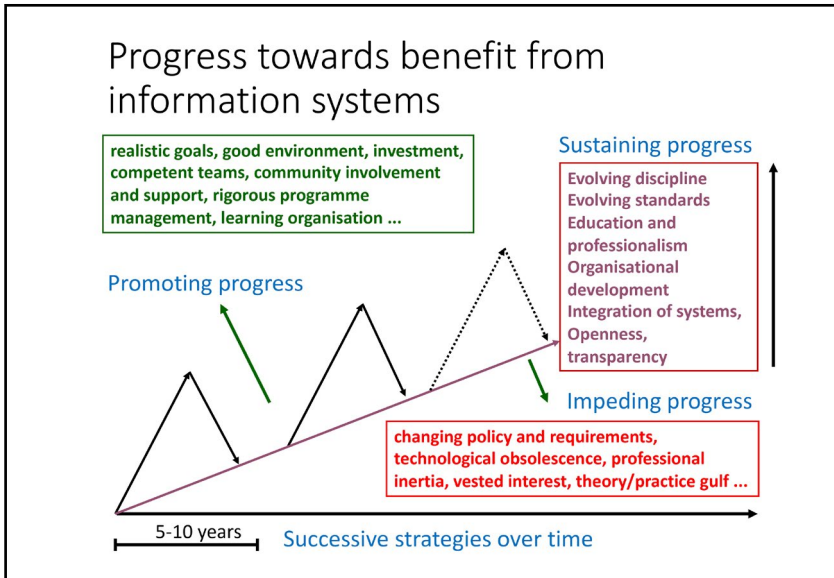 Progress towards benefit from
information systems
realistic goals, good environment, investment,
competent teams, community involvement
and support, rigorous programme
management, learning organisation ...
Sustaining progress
Evolving discipline
Evolving standards
Education and
professionalism
Organisational
development
Integration of systems,
Openness,
transparency
Promoting progress
Impeding progress
changing policy and requirements,
technological obsolescence, professional
inertia, vested interest, theory/practice gulf ...
5-10 years
Successive strategies over time